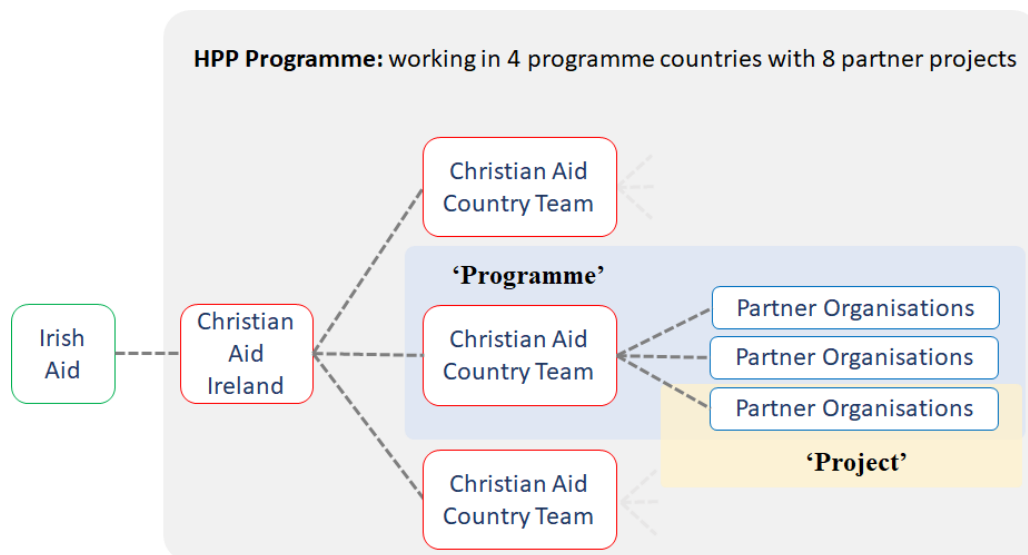 HPP Programme: working in 4 programme countries with 8 partner projects
Christian Aid
Country Team
‘Programme’
Irish
Aid
Christian
Aid
Ireland
Christian Aid
Country Team
Partner Organisations
Partner Organisations
Partner Organisations
‘Project’
Christian Aid
Country Team